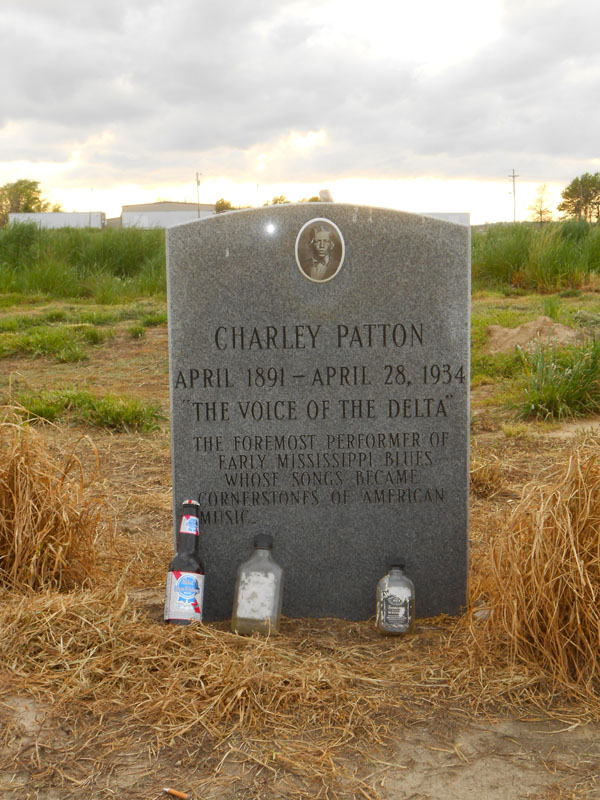 CHARLEY PATTON
APRIL 1891 – APRIL 28, 1934
"THE VOICE OF THE DELTA"
THE FOREMOST PERFORMER OF
EARLY MISSISSIPPI BLUES
WHOSE SONGS BECAME
CORNERSTONES OF AMERICAN
MUSIC.